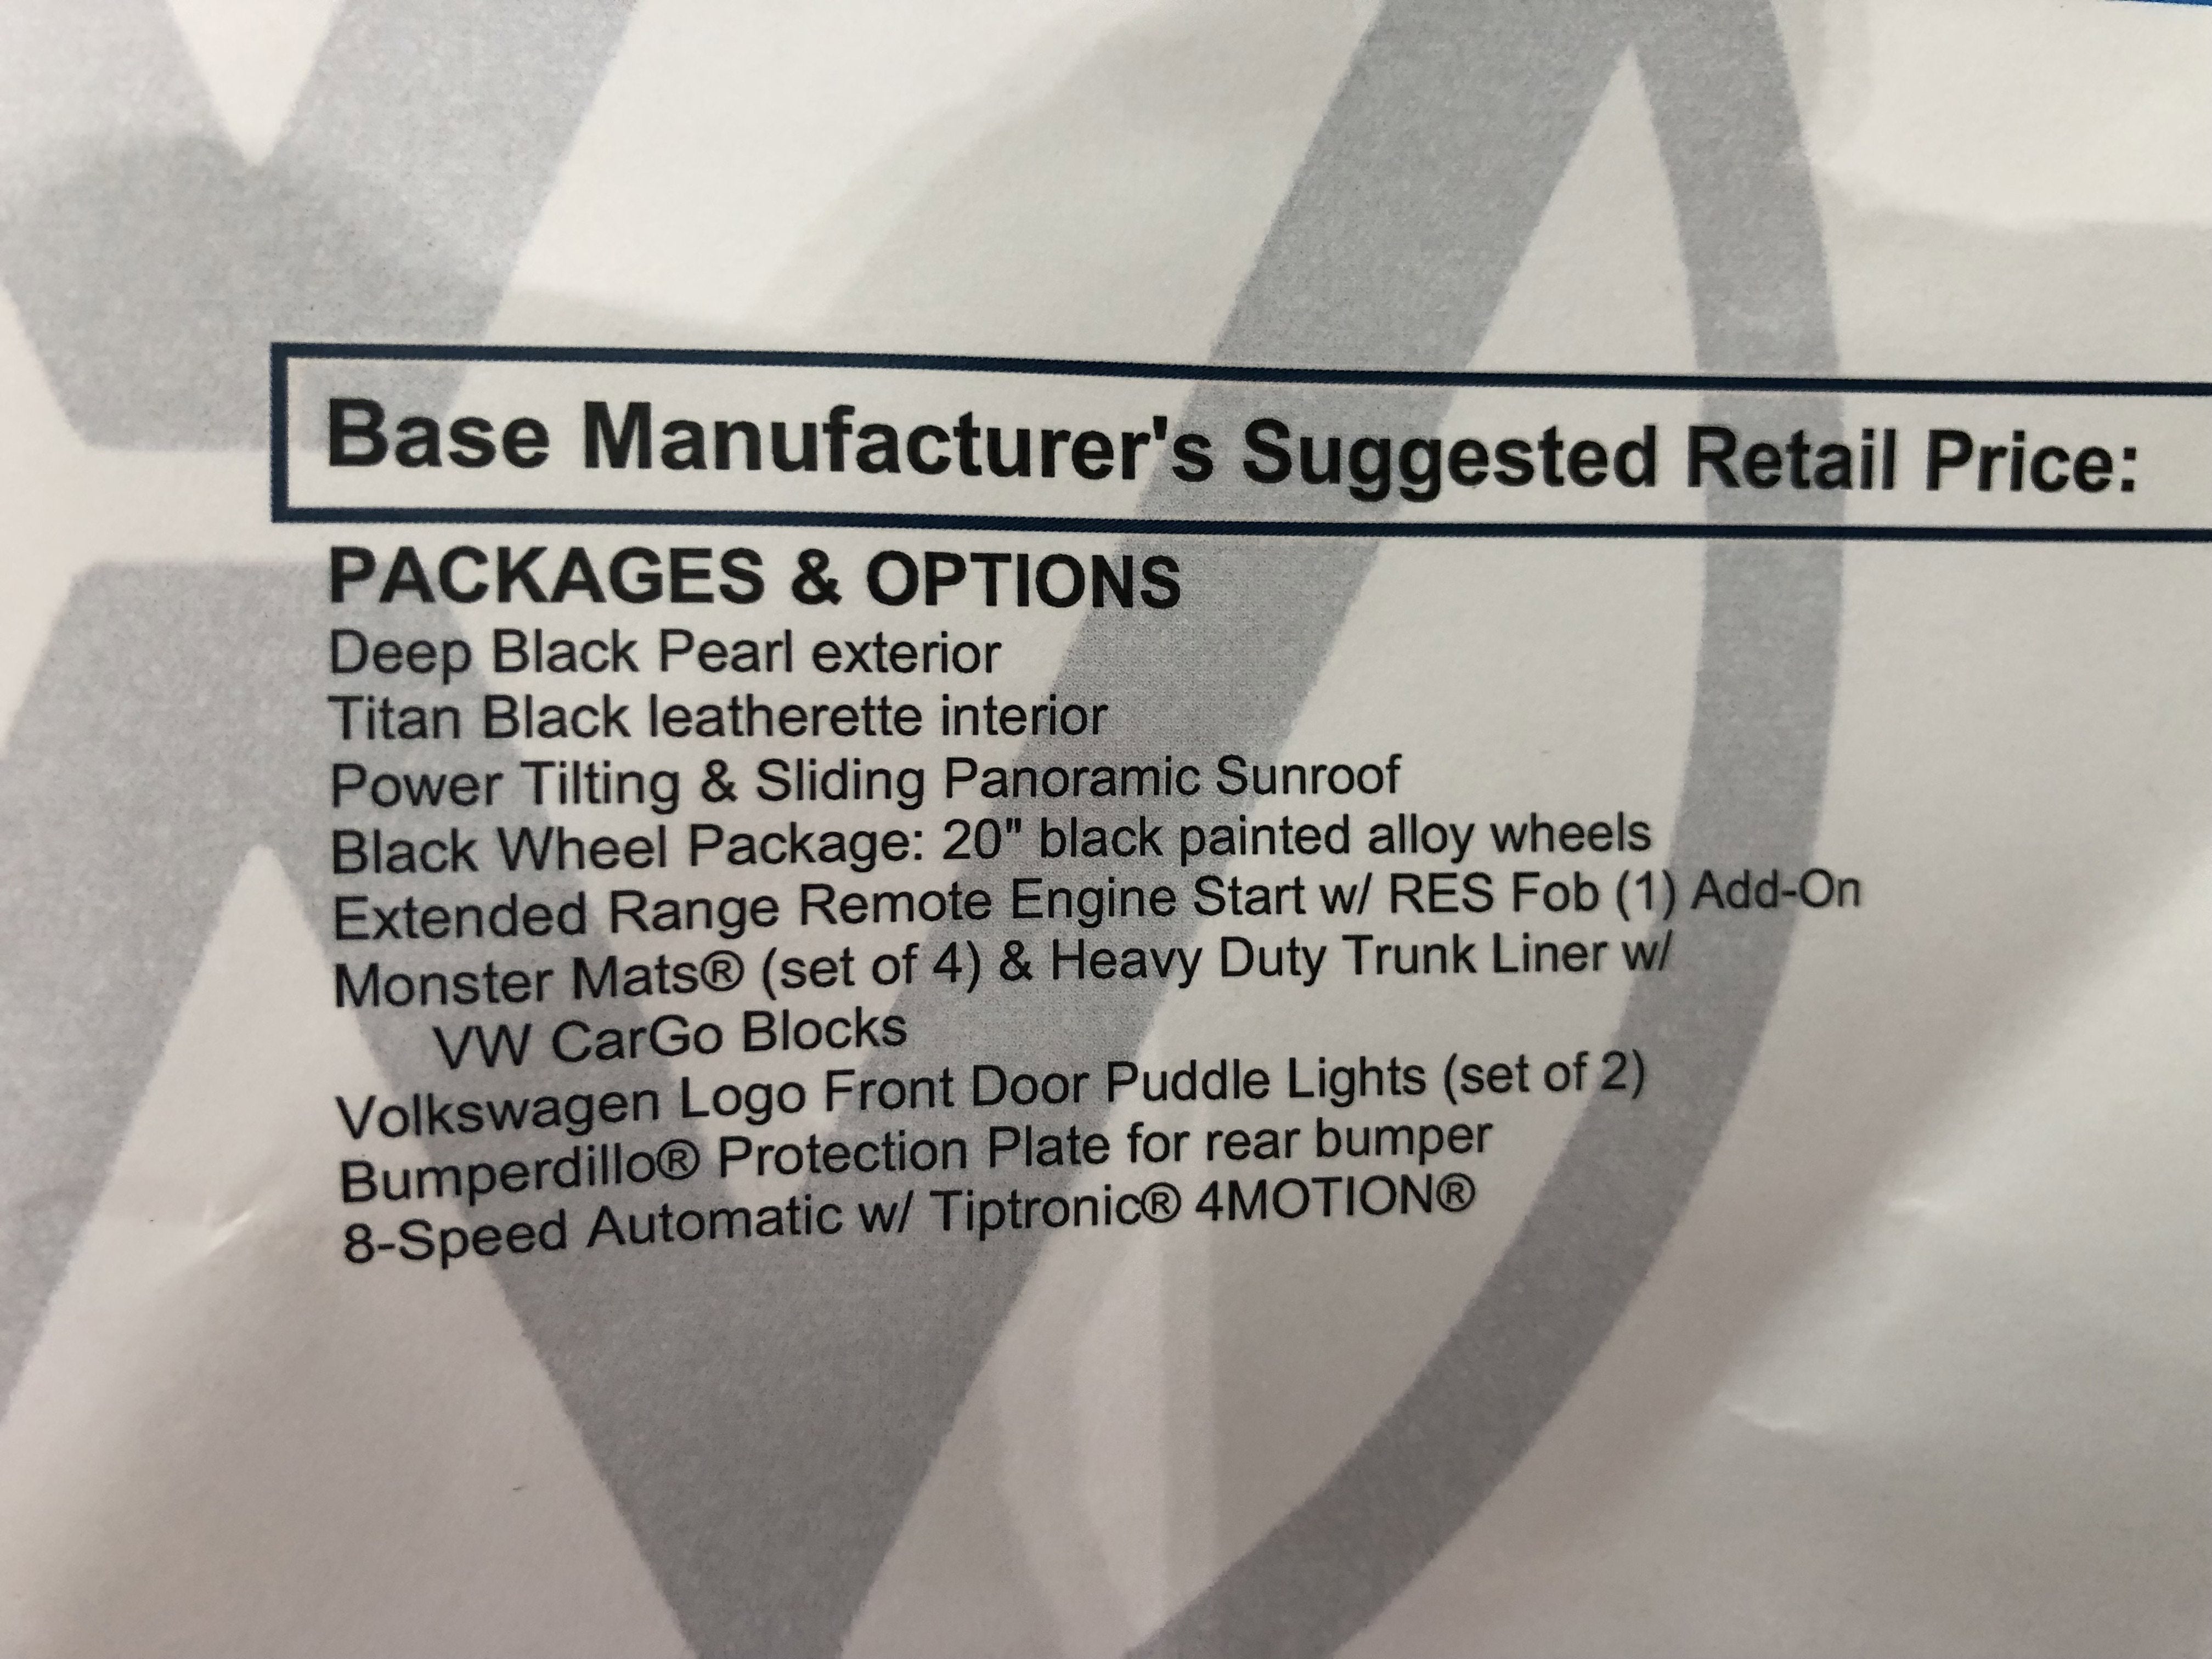 Base Manufacturer's Suggested Retail Price:
PACKAGES & OPTIONS
Deep Black Pearl exterior
Titan Black leatherette interior
Power Tilting & Sliding Panoramic Sunroof
Black Wheel Package: 20" black painted alloy wheels
Extended Range Remote Engine Start w/ RES Fob (1) Add-On
Monster Mats® (set of 4) & Heavy Duty Trunk Liner w/
VW CarGo Blocks
Volkswagen Logo Front Door Puddle Lights (set of 2)
Bumperdillo® Protection Plate for rear bumper
8-Speed Automatic w/ Tiptronic® 4MOTION®